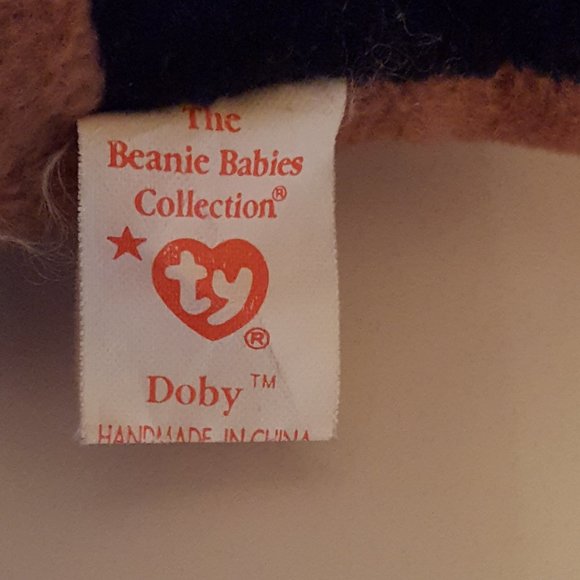 The
Beanie Babies
Collection®
ty®
Doby™
HANDMADE IN CHINA